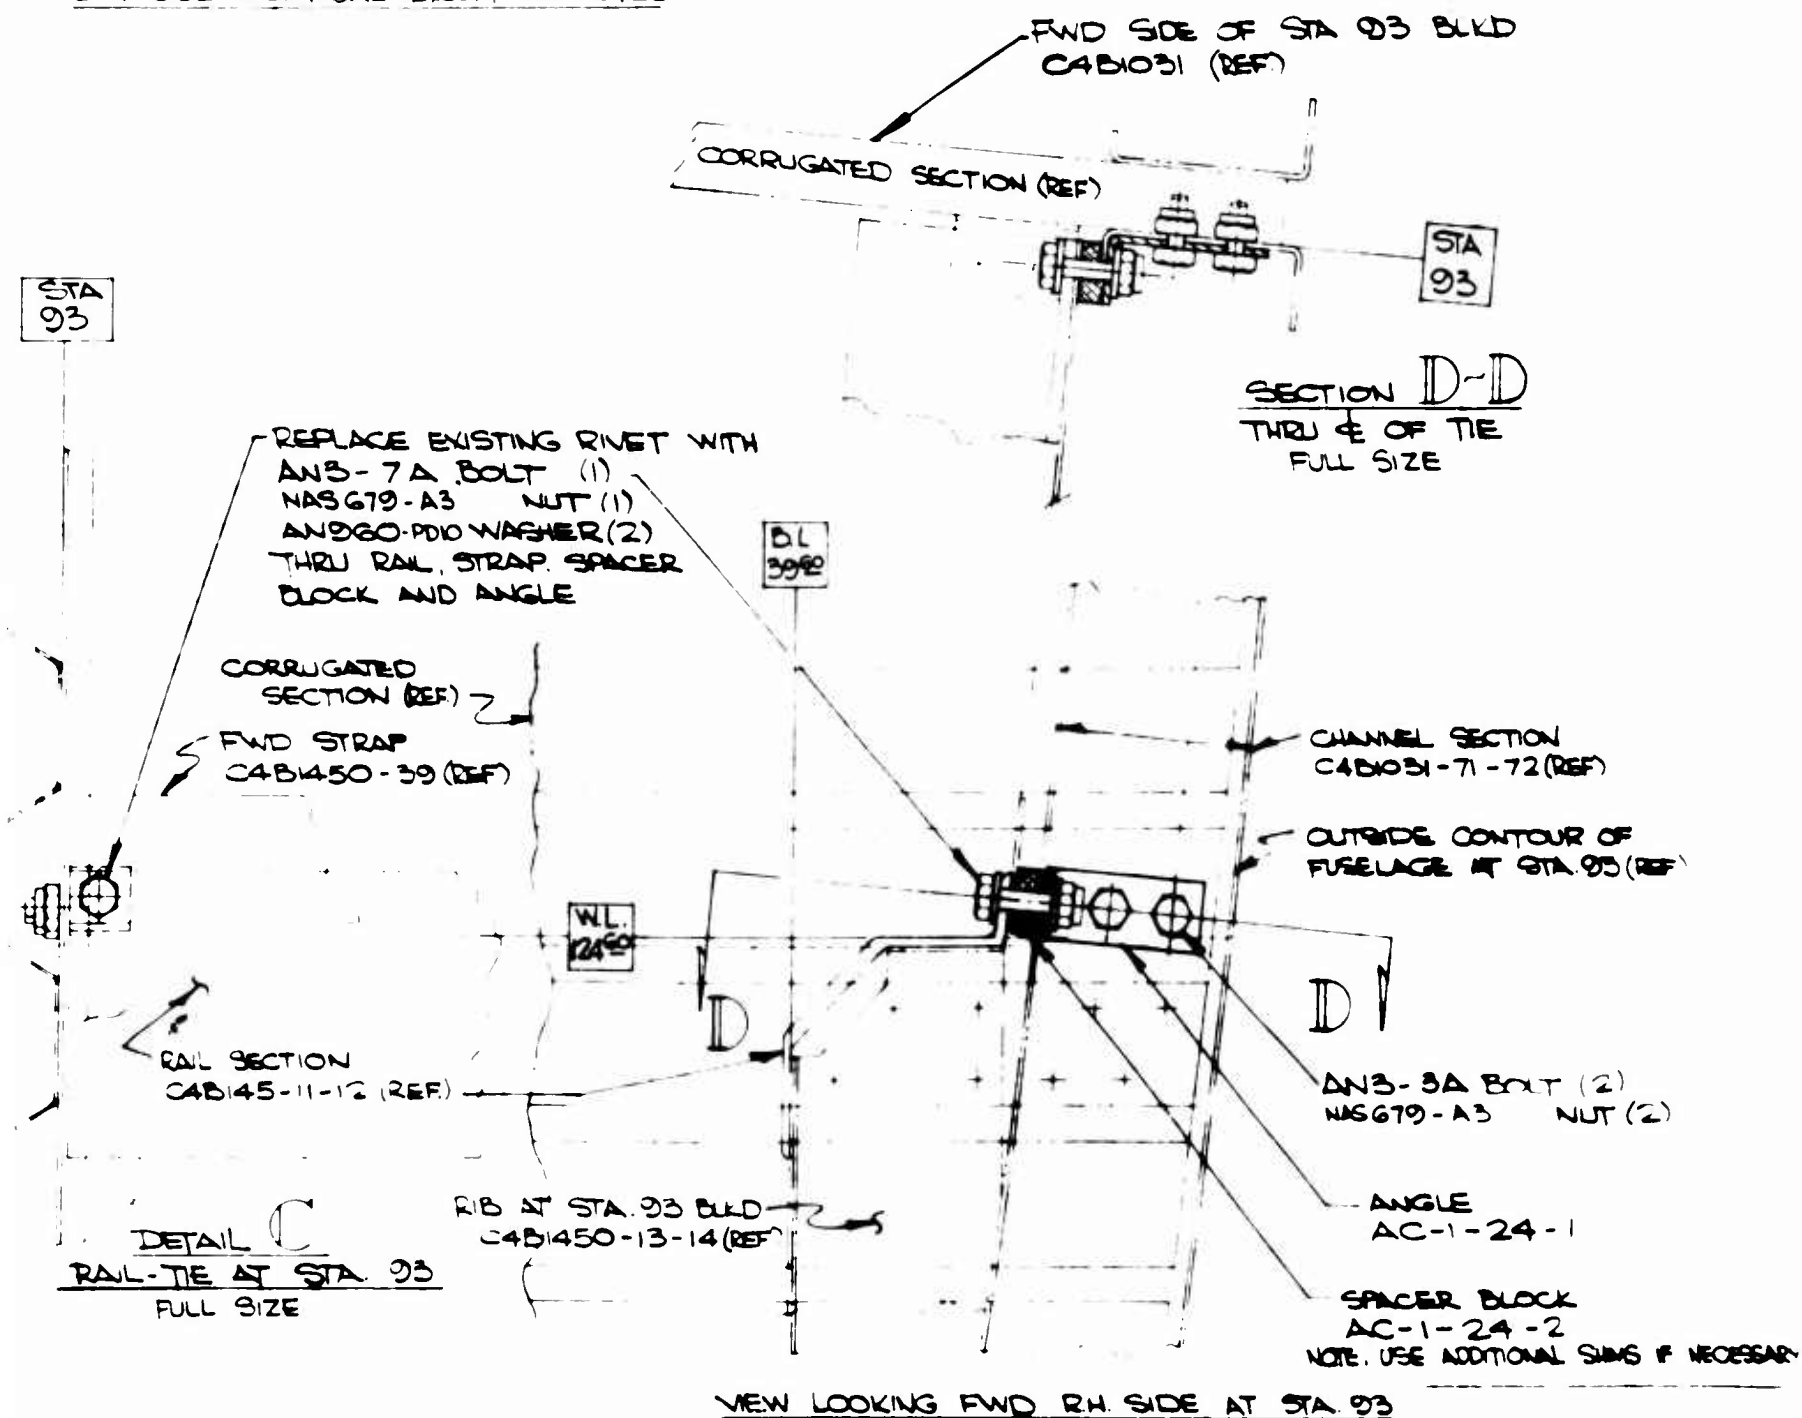 FWD SIDE OF STA 93 BLKD
C4B1031 (REF)
CORRUGATED SECTION (REF)
STA
93
STA
93
SECTION D-D
THRU ℄ OF TIE
FULL SIZE
REPLACE EXISTING RIVET WITH
AN3-7A BOLT (1)
NAS679-A3 NUT (1)
AN960-PD10 WASHER (2)
THRU RAIL, STRAP, SPACER
BLOCK AND ANGLE
B.L
39 60
CORRUGATED
SECTION (REF)
FWD STRAP
C4B1450-39 (REF)
CHANNEL SECTION
C4B1031-71-72 (REF)
OUTSIDE CONTOUR OF
FUSELAGE AT STA. 93 (REF)
W.L.
124 60
D
D
RAIL SECTION
C4B145-11-12 (REF.)
AN3-3A BOLT (2)
NAS679-A3 NUT (2)
RIB AT STA. 93 BLKD
C4B1450-13-14 (REF)
ANGLE
AC-1-24-1
DETAIL C
RAIL-TIE AT STA. 93
FULL SIZE
SPACER BLOCK
AC-1-24-2
NOTE. USE ADDITIONAL SHIMS IF NECESSARY
VIEW LOOKING FWD R.H. SIDE AT STA. 93